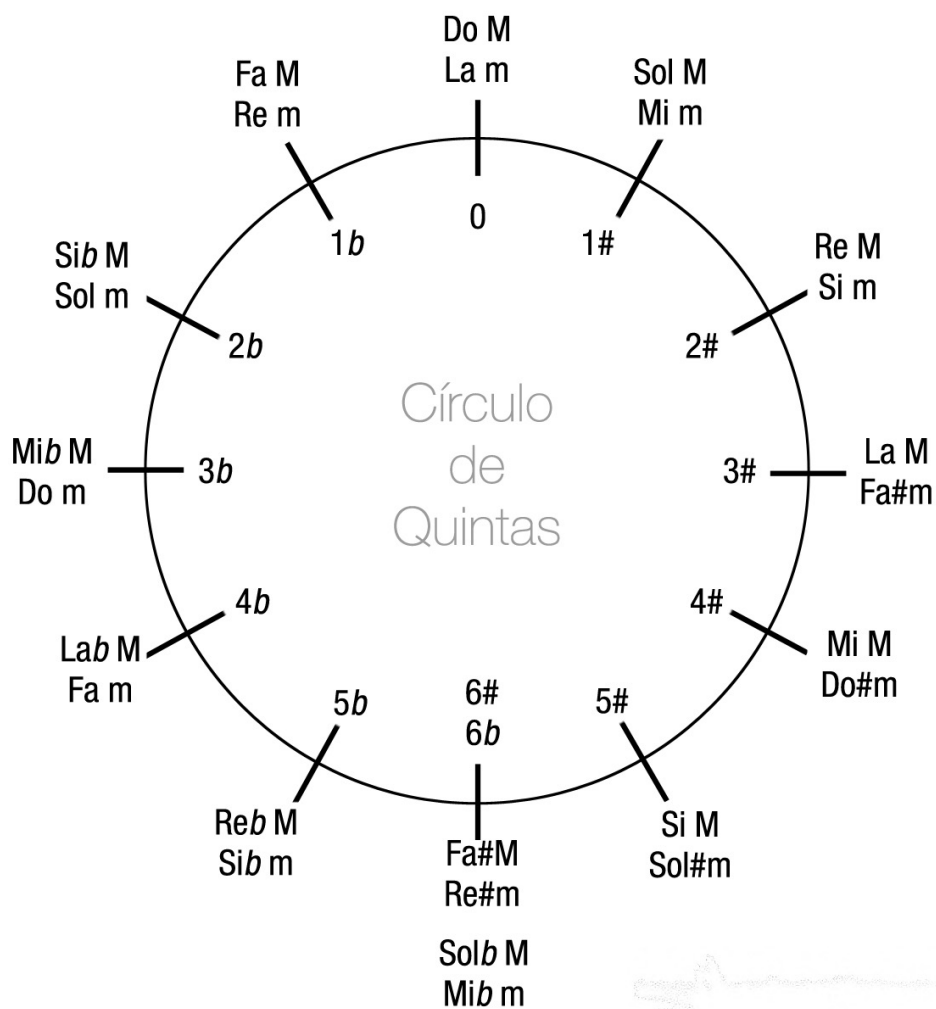 Do M
La m
Sol M
Mi m
Re M
Si m
La M
Fa#m
Mi M
Do#m
Si M
Sol#m
Fa#M
Re#m
Solb M
Mib m
Reb M
Sib m
Lab M
Fa m
Mib M
Do m
Sib M
Sol m
Fa M
Re m
0
1#
2#
3#
4#
5#
6#
6b
5b
4b
3b
2b
1b
Círculo
de
Quintas